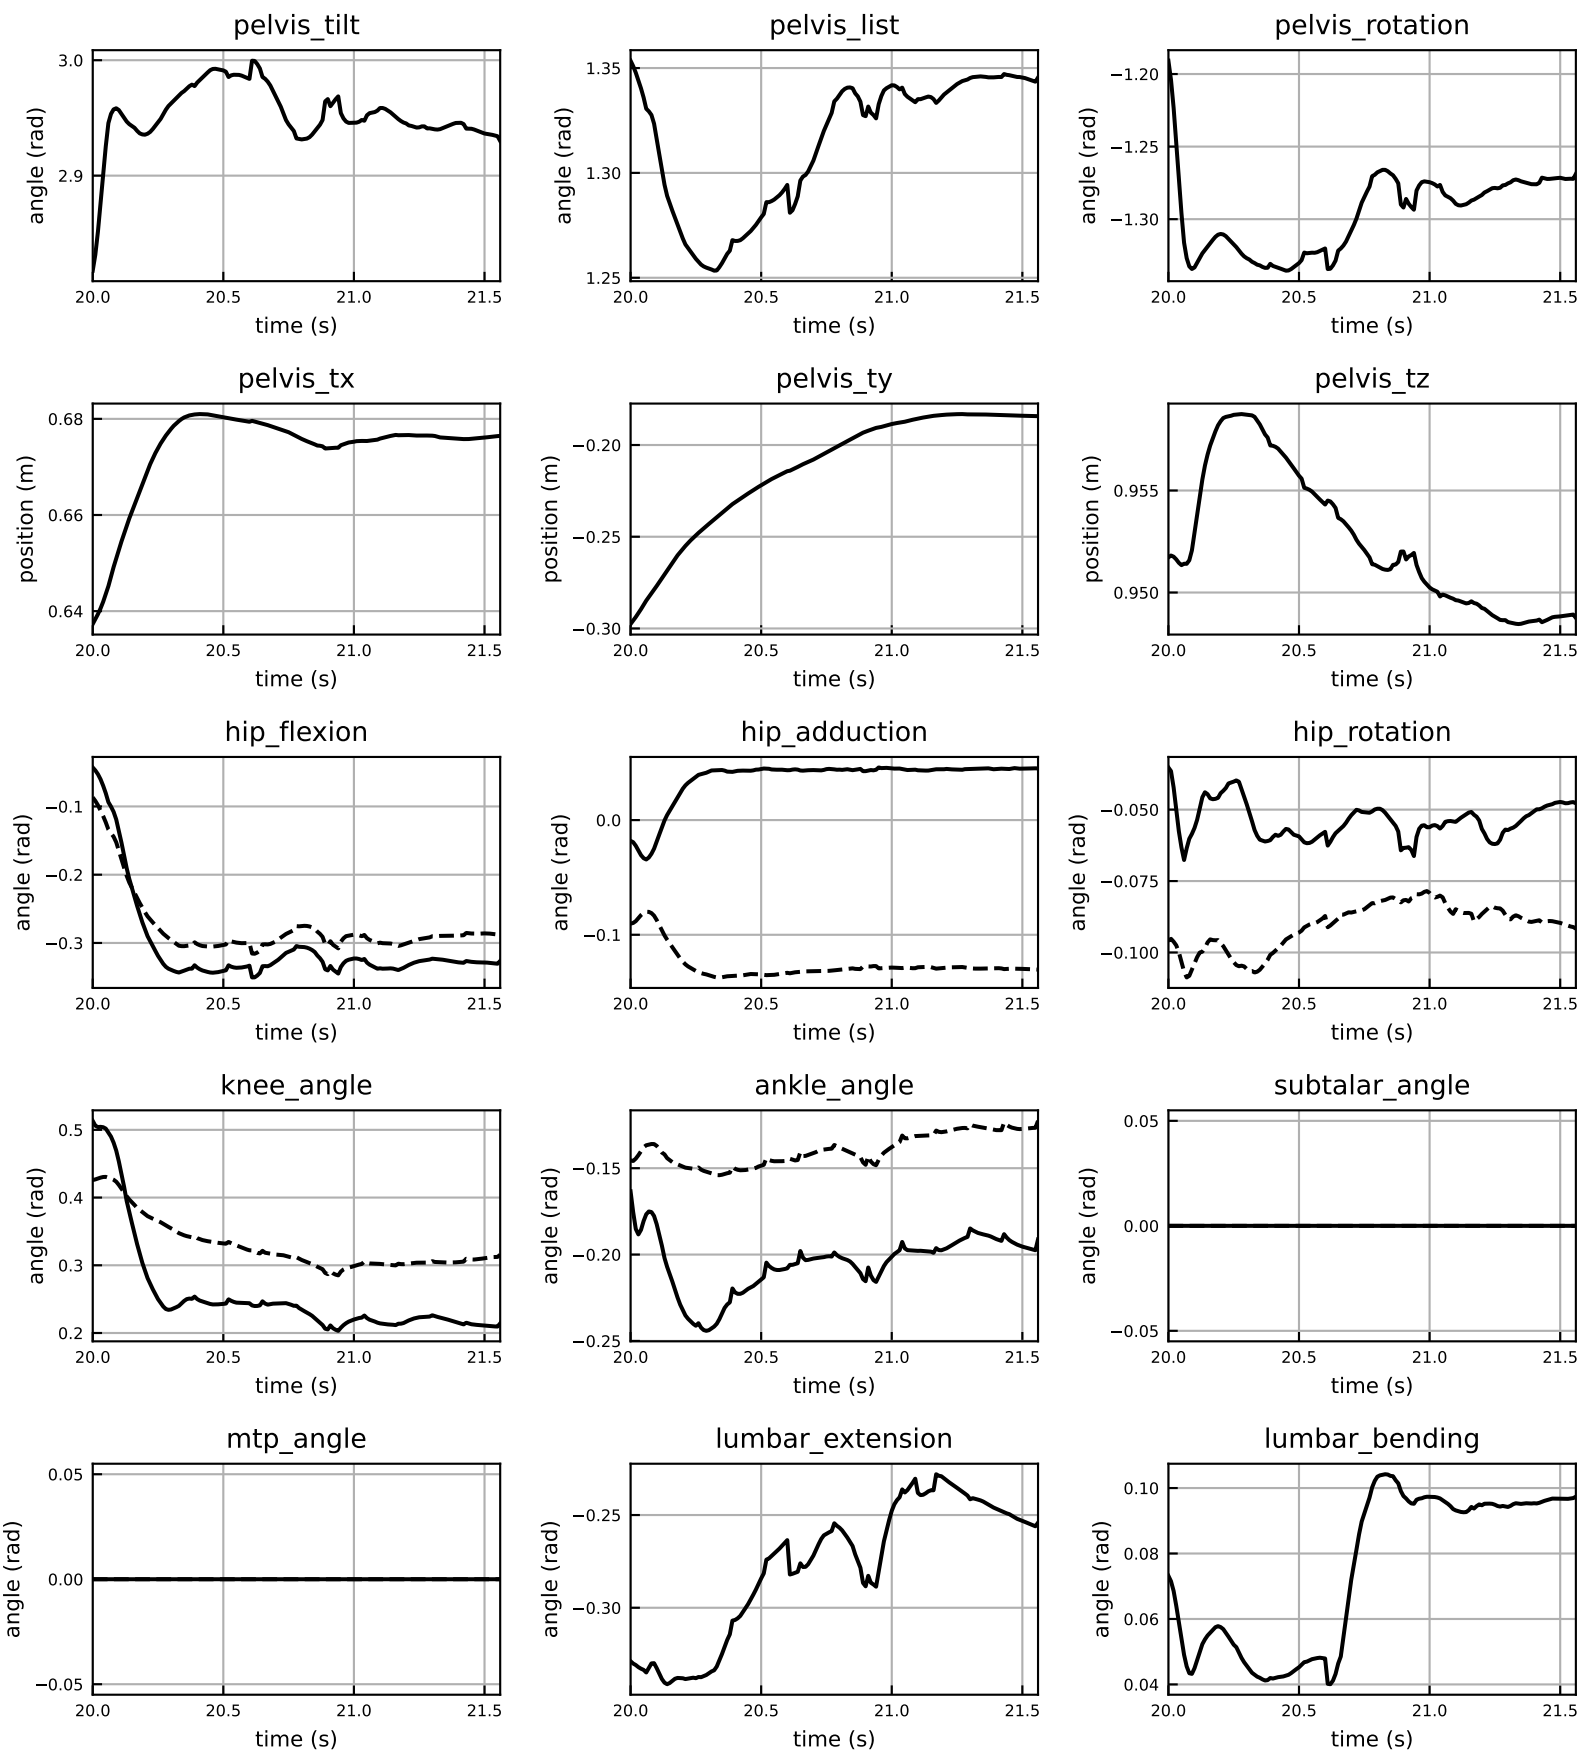 pelvis_tilt
angle (rad)
3.0
2.9
20.0 20.5 21.0 21.5
time (s)
pelvis_list
angle (rad)
1.35
1.30
1.25
20.0 20.5 21.0 21.5
time (s)
pelvis_rotation
angle (rad)
−1.20
−1.25
−1.30
20.0 20.5 21.0 21.5
time (s)
pelvis_tx
position (m)
0.68
0.66
0.64
20.0 20.5 21.0 21.5
time (s)
pelvis_ty
position (m)
−0.20
−0.25
−0.30
20.0 20.5 21.0 21.5
time (s)
pelvis_tz
position (m)
0.955
0.950
20.0 20.5 21.0 21.5
time (s)
hip_flexion
angle (rad)
−0.1
−0.2
−0.3
20.0 20.5 21.0 21.5
time (s)
hip_adduction
angle (rad)
0.0
−0.1
20.0 20.5 21.0 21.5
time (s)
hip_rotation
angle (rad)
−0.050
−0.075
−0.100
20.0 20.5 21.0 21.5
time (s)
knee_angle
angle (rad)
0.5
0.4
0.3
0.2
20.0 20.5 21.0 21.5
time (s)
ankle_angle
angle (rad)
−0.15
−0.20
−0.25
20.0 20.5 21.0 21.5
time (s)
subtalar_angle
angle (rad)
0.05
0.00
−0.05
20.0 20.5 21.0 21.5
time (s)
mtp_angle
angle (rad)
0.05
0.00
−0.05
20.0 20.5 21.0 21.5
time (s)
lumbar_extension
angle (rad)
−0.25
−0.30
20.0 20.5 21.0 21.5
time (s)
lumbar_bending
angle (rad)
0.10
0.08
0.06
0.04
20.0 20.5 21.0 21.5
time (s)